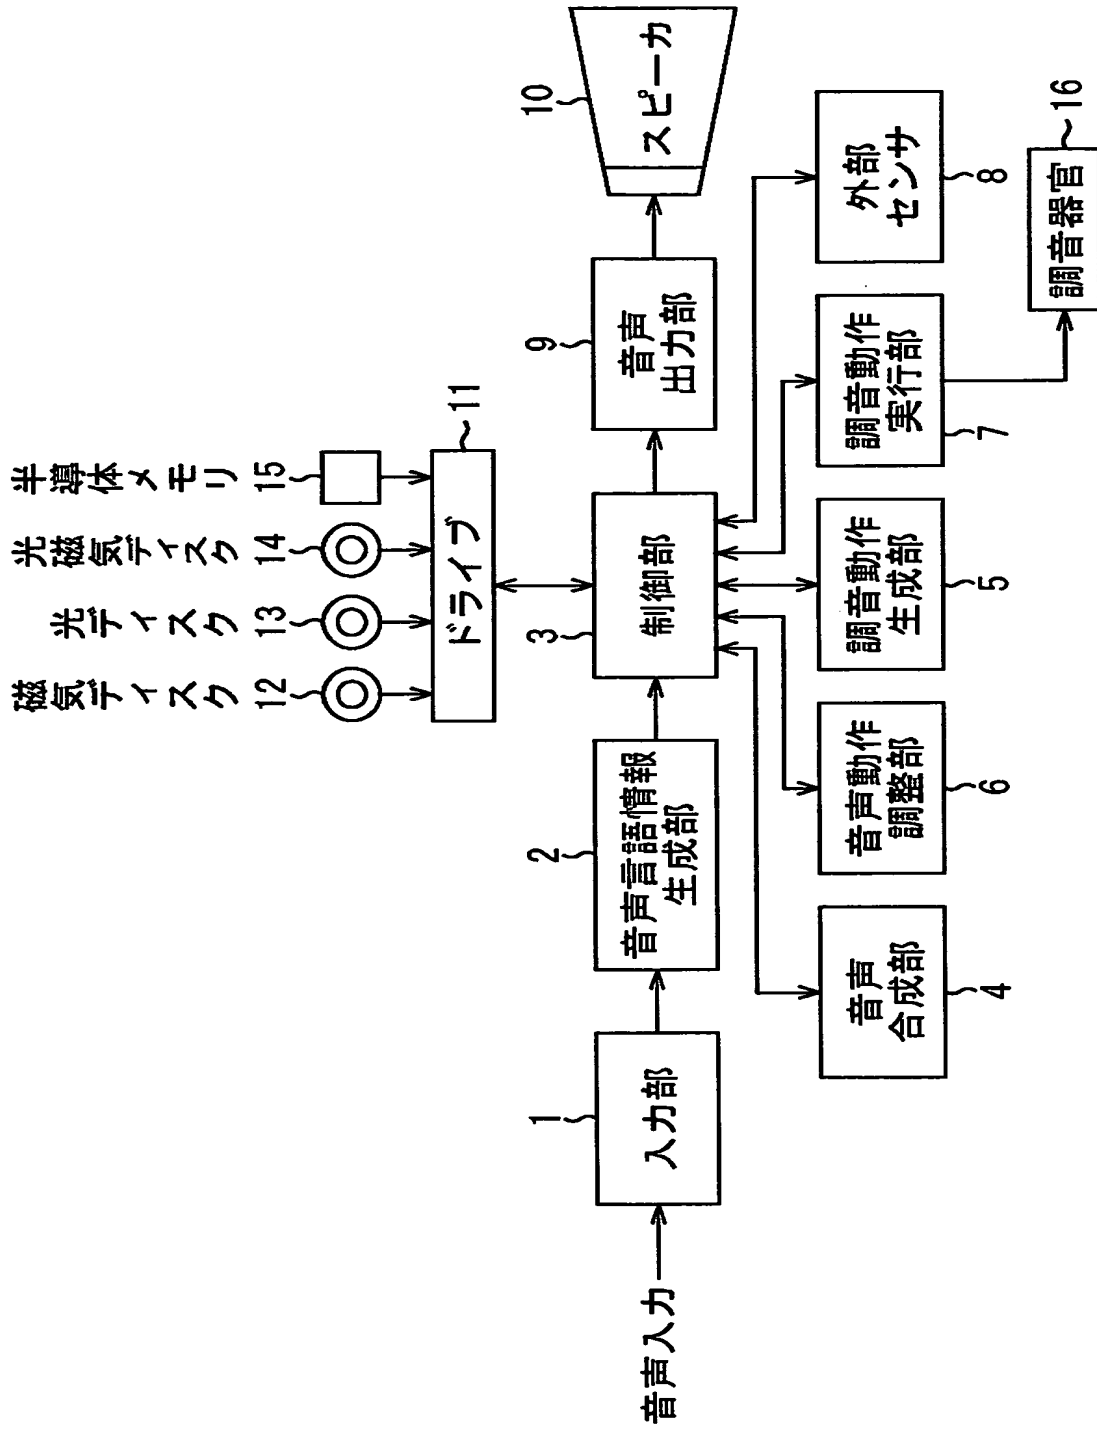 磁気ディスク 12
光ディスク 13
光磁気ディスク 14
半導体メモリ 15
ドライブ
11
音声入力
1
入力部
2
音声言語情報
生成部
3
制御部
9
音声
出力部
10
スピーカ
音声
合成部
4
音声動作
調整部
6
調音動作
生成部
5
調音動作
実行部
7
外部
センサ
8
調音器官
16